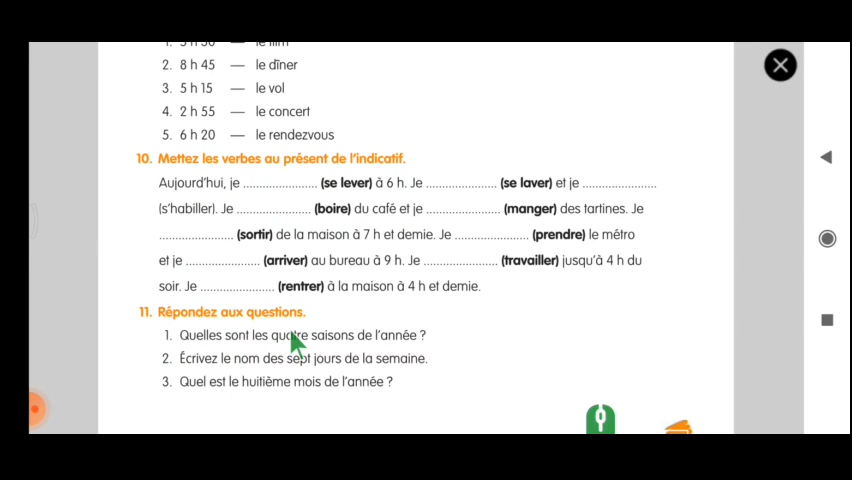 2. 8 h 45 — le dîner
3. 5 h 15 — le vol
4. 2 h 55 — le concert
5. 6 h 20 — le rendezvous
10. Mettez les verbes au présent de l'indicatif.
Aujourd'hui, je ....................... (se lever) à 6 h. Je ...................... (se laver) et je .......................
(s'habiller). Je ....................... (boire) du café et je ....................... (manger) des tartines. Je
....................... (sortir) de la maison à 7 h et demie. Je ....................... (prendre) le métro
et je ....................... (arriver) au bureau à 9 h. Je ....................... (travailler) jusqu'à 4 h du
soir. Je ....................... (rentrer) à la maison à 4 h et demie.
11. Répondez aux questions.
1. Quelles sont les quatre saisons de l'année ?
2. Écrivez le nom des sept jours de la semaine.
3. Quel est le huitième mois de l'année ?